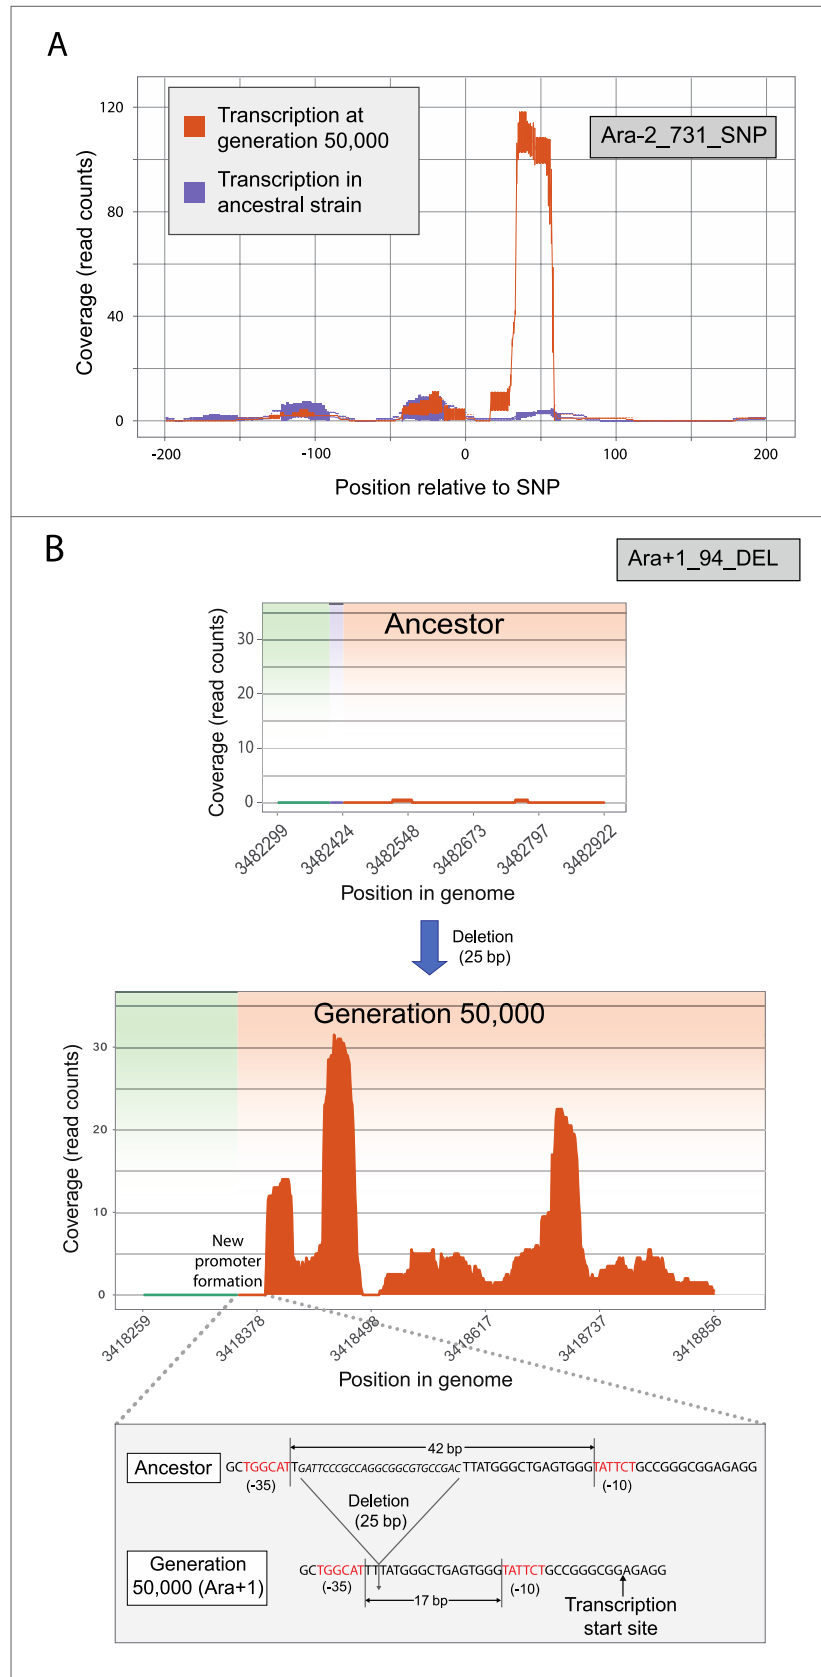 A
Transcription at
generation 50,000
Transcription in
ancestral strain
Ara-2_731_SNP
Coverage (read counts)
120
80
40
0
-200
-100
0
100
200
Position relative to SNP
B
Ara+1_94_DEL
Ancestor
Coverage (read counts)
30
20
10
0
3482299
3482424
3482548
3482673
3482797
3482922
Position in genome
Deletion
(25 bp)
Generation 50,000
Coverage (read counts)
30
20
10
0
New
promoter
formation
3418259
3418378
3418498
3418617
3418737
3418856
Position in genome
42 bp
Ancestor
GCTGGCATTGATTCCCGCCAGGCGGCGTGCCGACTTATGGGCTGAGTGGGTATTCTGCCGGGCGGAGAGG
(-35)
(-10)
Deletion
(25 bp)
Generation
50,000 (Ara+1)
GCTGGCATTTTATGGGCTGAGTGGGTATTCTGCCGGGCGGAGAGG
(-35)
(-10)
17 bp
Transcription
start site